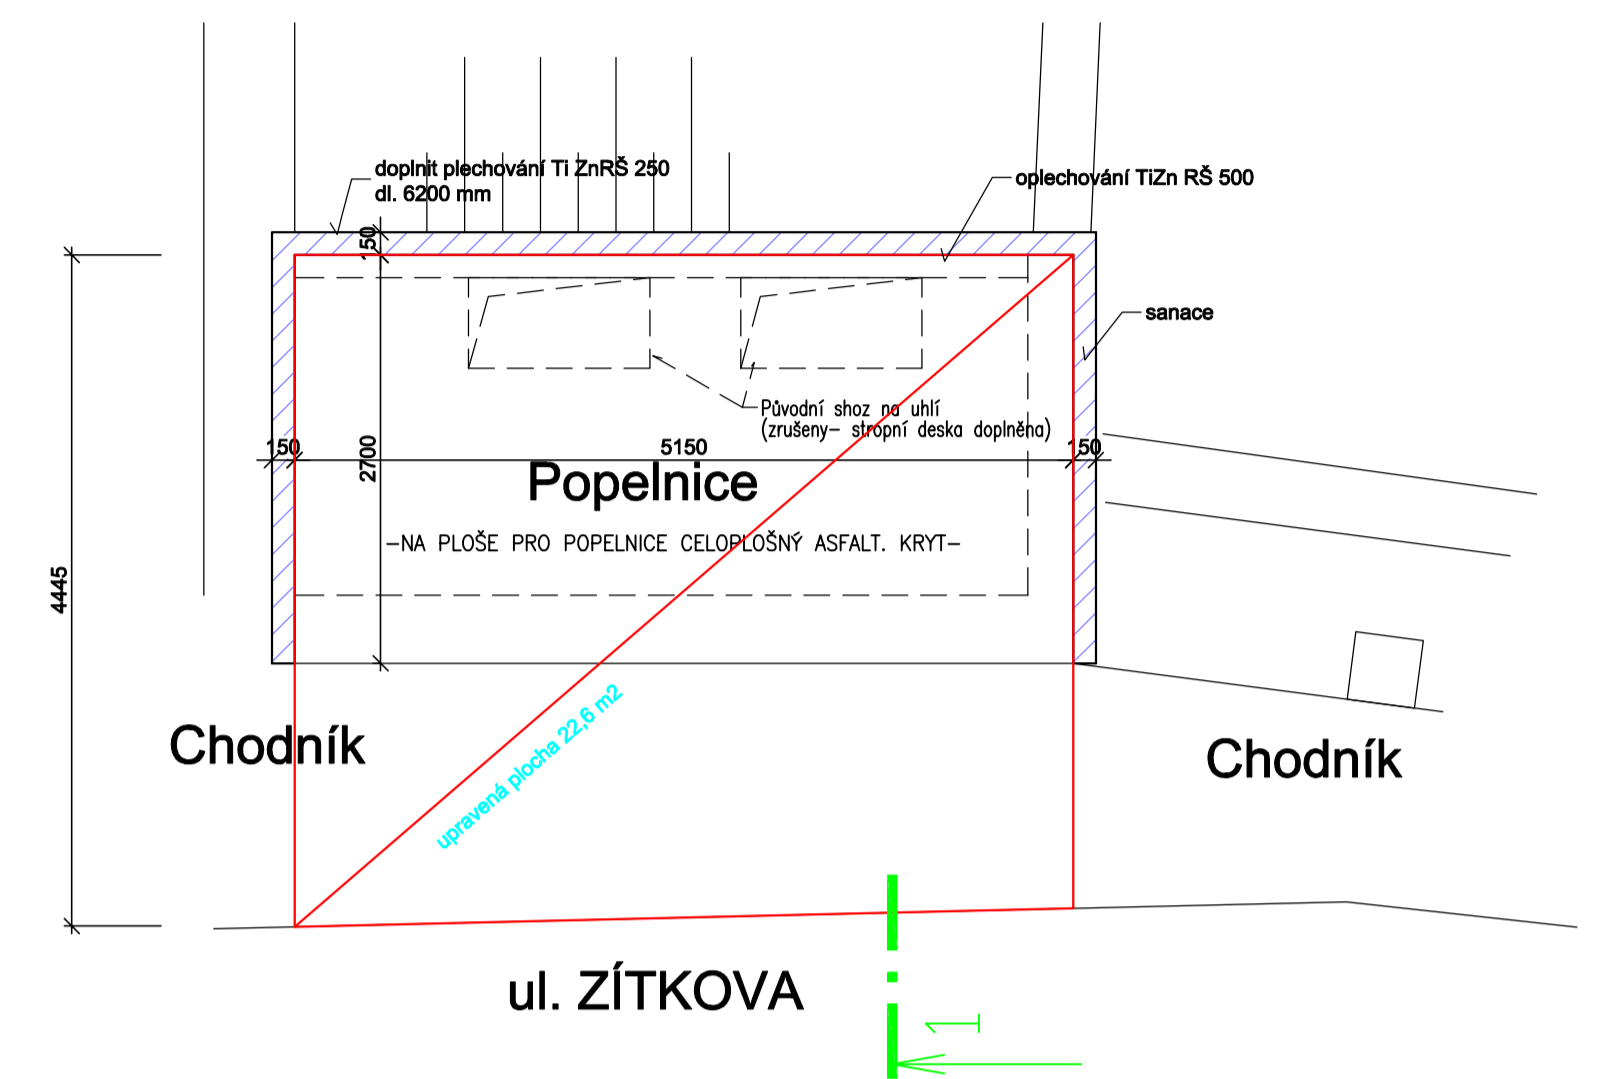 doplnit plechování Ti ZnRŠ 250
dl. 6200 mm
oplechování TiZn RŠ 500
150
sanace
Původní shoz na uhlí
(zrušeny– stropní deska doplněna)
150
5150
150
2700
Popelnice
–NA PLOŠE PRO POPELNICE CELOPLOŠNÝ ASFALT. KRYT–
4445
upravená plocha 22,6 m2
Chodník
Chodník
ul. ZÍTKOVA
1